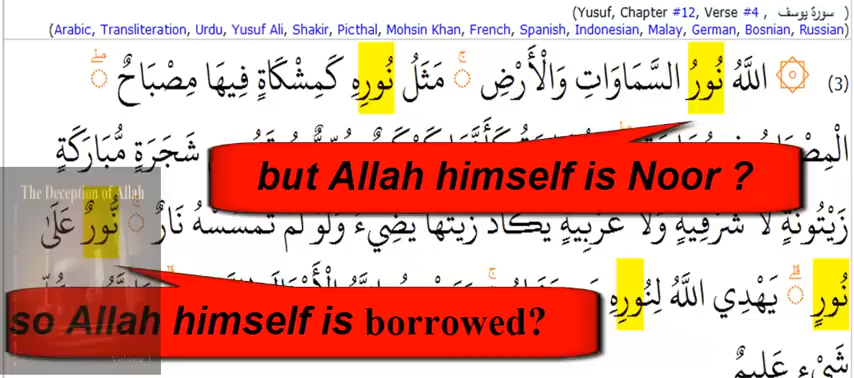 (Yusuf, Chapter #12, Verse #4 , سورة يوسف )
(Arabic, Transliteration, Urdu, Yusuf Ali, Shakir, Picthal, Mohsin Khan, French, Spanish, Indonesian, Malay, German, Bosnian, Russian)
(3) ۞ اللَّهُ نُورُ السَّمَاوَاتِ وَالْأَرْضِ ۚ مَثَلُ نُورِهِ كَمِشْكَاةٍ فِيهَا مِصْبَاحٌ ۖ
شَجَرَةٍ مُّبَارَكَةٍ
but Allah himself is Noor ?
The Deception of Allah
زَيْتُونَةٍ لَا شَرْقِيَّةٍ وَلَا غَرْبِيَّةٍ يَكَادُ زَيْتُهَا يُضِيءُ وَلَوْ لَمْ تَمْسَسْهُ نَارٌ ۚ نُّورٌ عَلَىٰ
نُورٍ ۗ يَهْدِي اللَّهُ لِنُورِهِ
so Allah himself is borrowed?
شَيْءٍ عَلِيمٌ